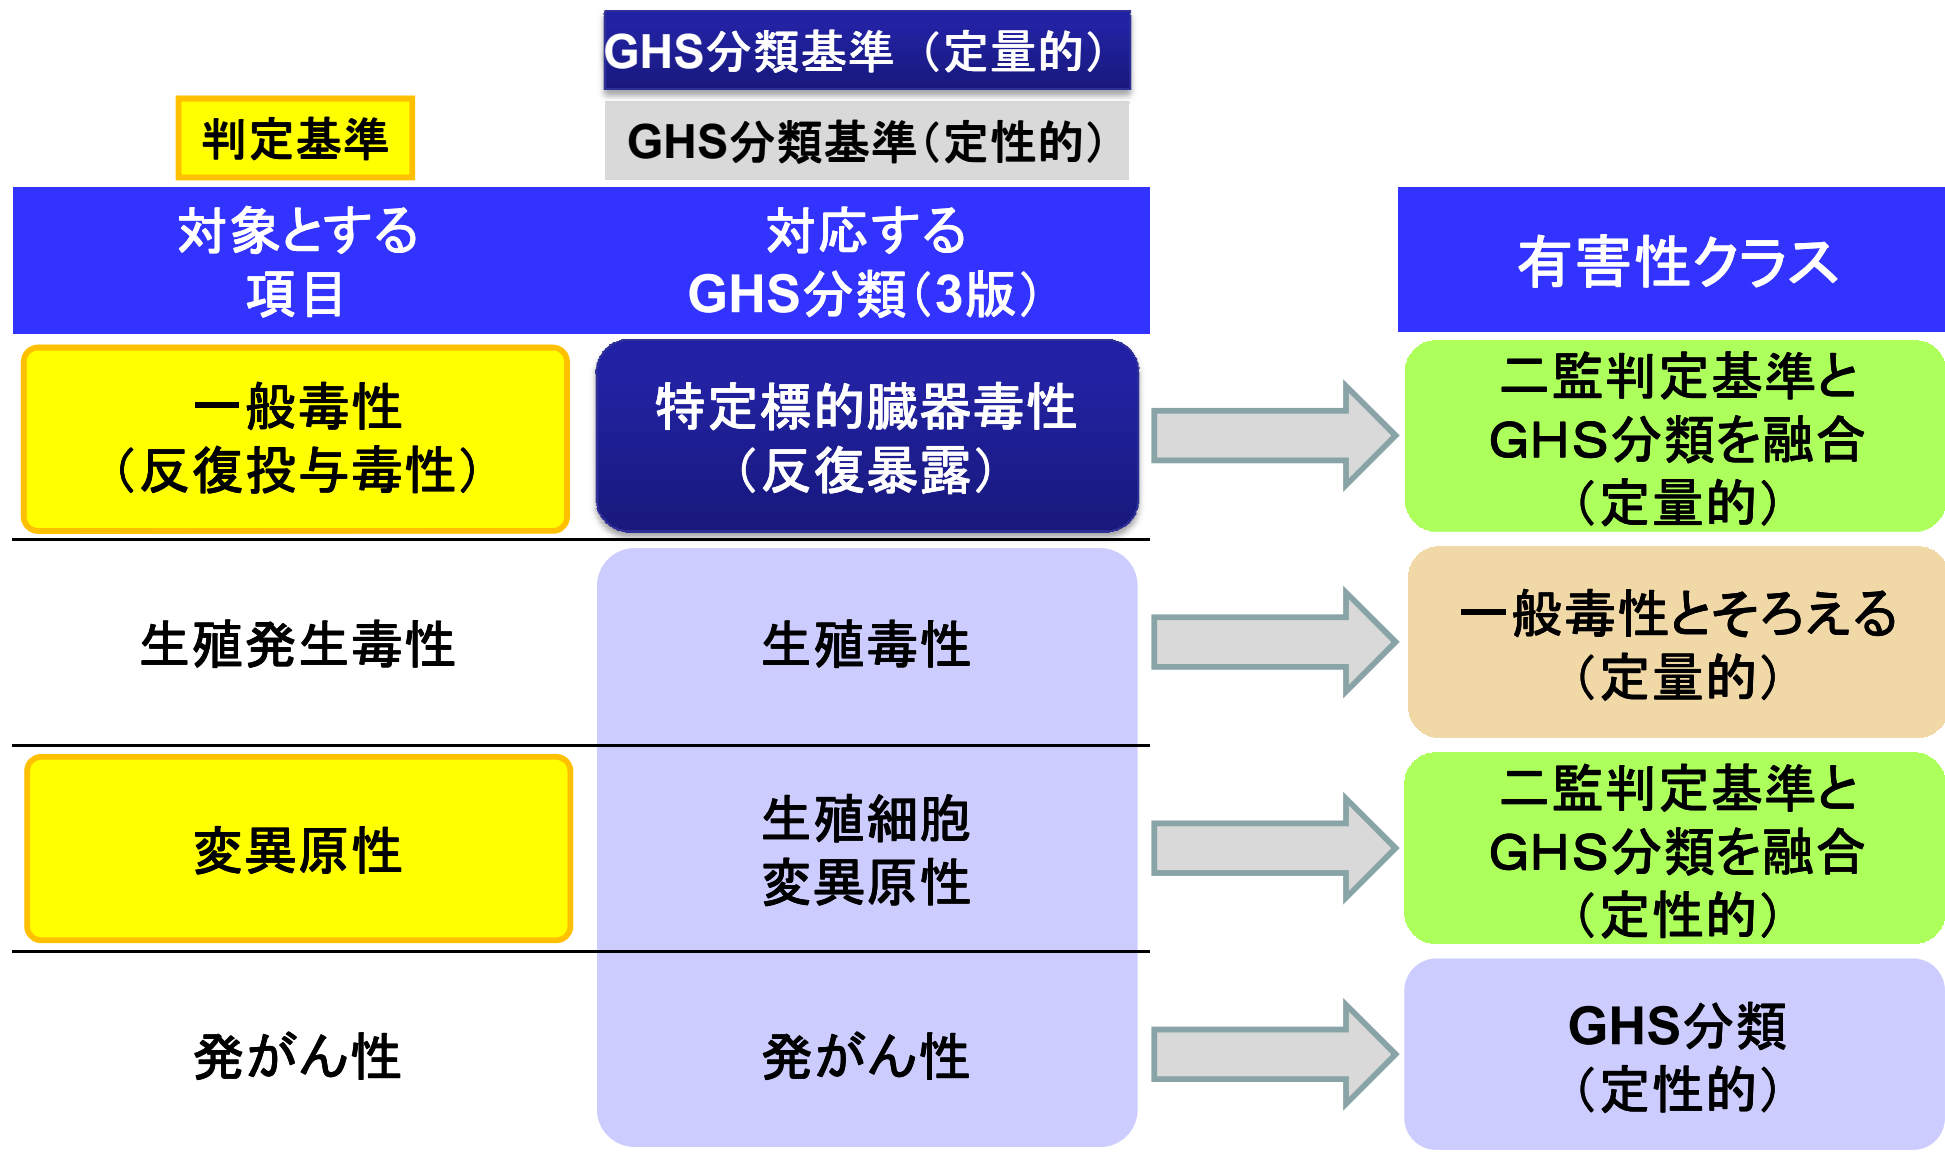 GHS分類基準（定量的）
判定基準
GHS分類基準（定性的）
対象とする
項目
対応する
GHS分類（3版）
有害性クラス
一般毒性
（反復投与毒性）
特定標的臓器毒性
（反復暴露）
二監判定基準と
GHS分類を融合
（定量的）
生殖発生毒性
生殖毒性
一般毒性とそろえる
（定量的）
変異原性
生殖細胞
変異原性
二監判定基準と
GHS分類を融合
（定性的）
発がん性
発がん性
GHS分類
（定性的）